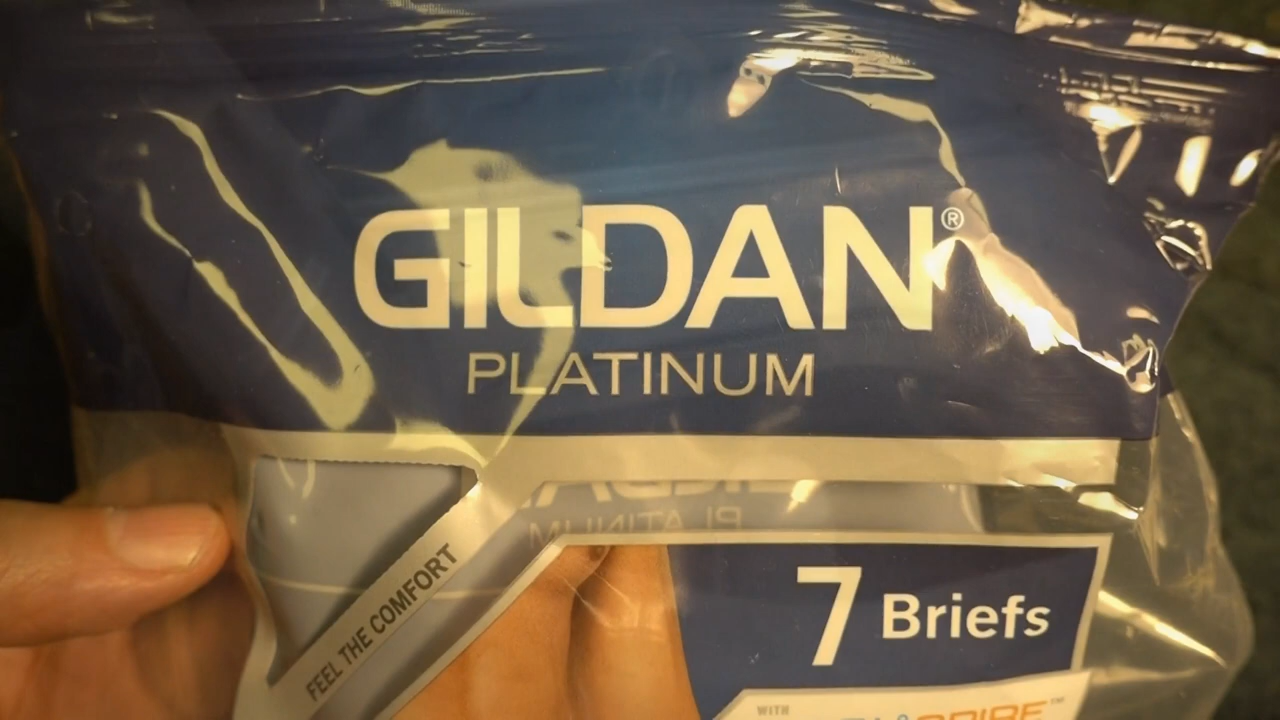 GILDAN®
PLATINUM
FEEL THE COMFORT
7 Briefs
WITH